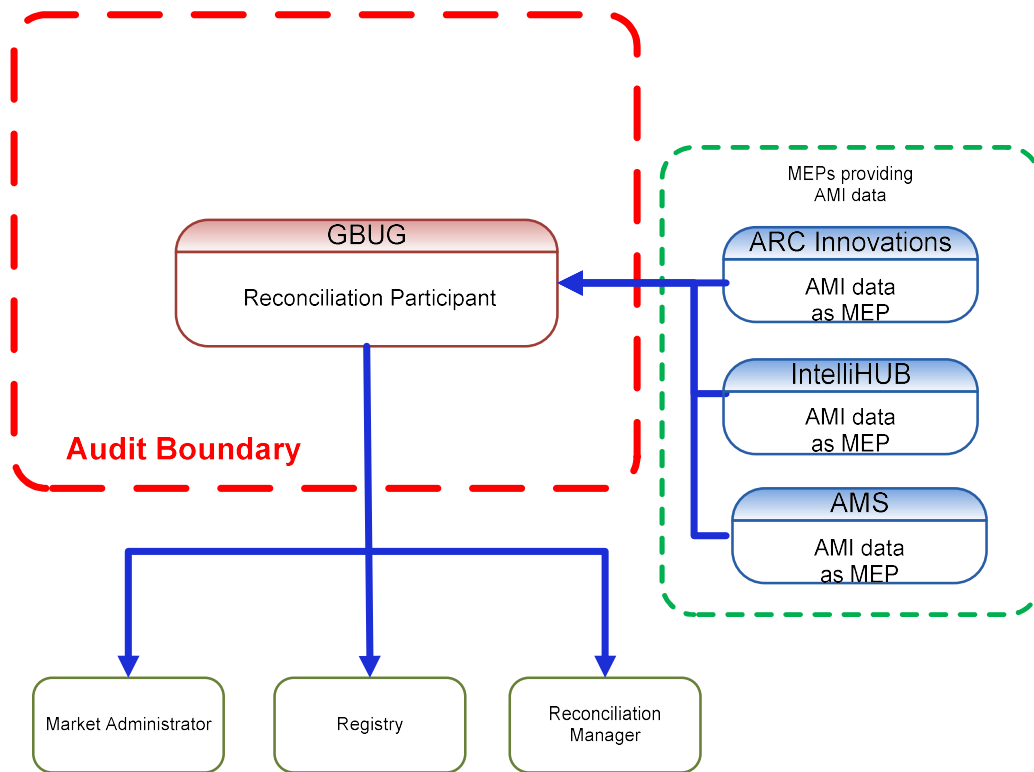 MEPs providing
AMI data
GBUG
Reconciliation Participant
ARC Innovations
AMI data
as MEP
IntelliHUB
AMI data
as MEP
Audit Boundary
AMS
AMI data
as MEP
Market Administrator
Registry
Reconciliation
Manager